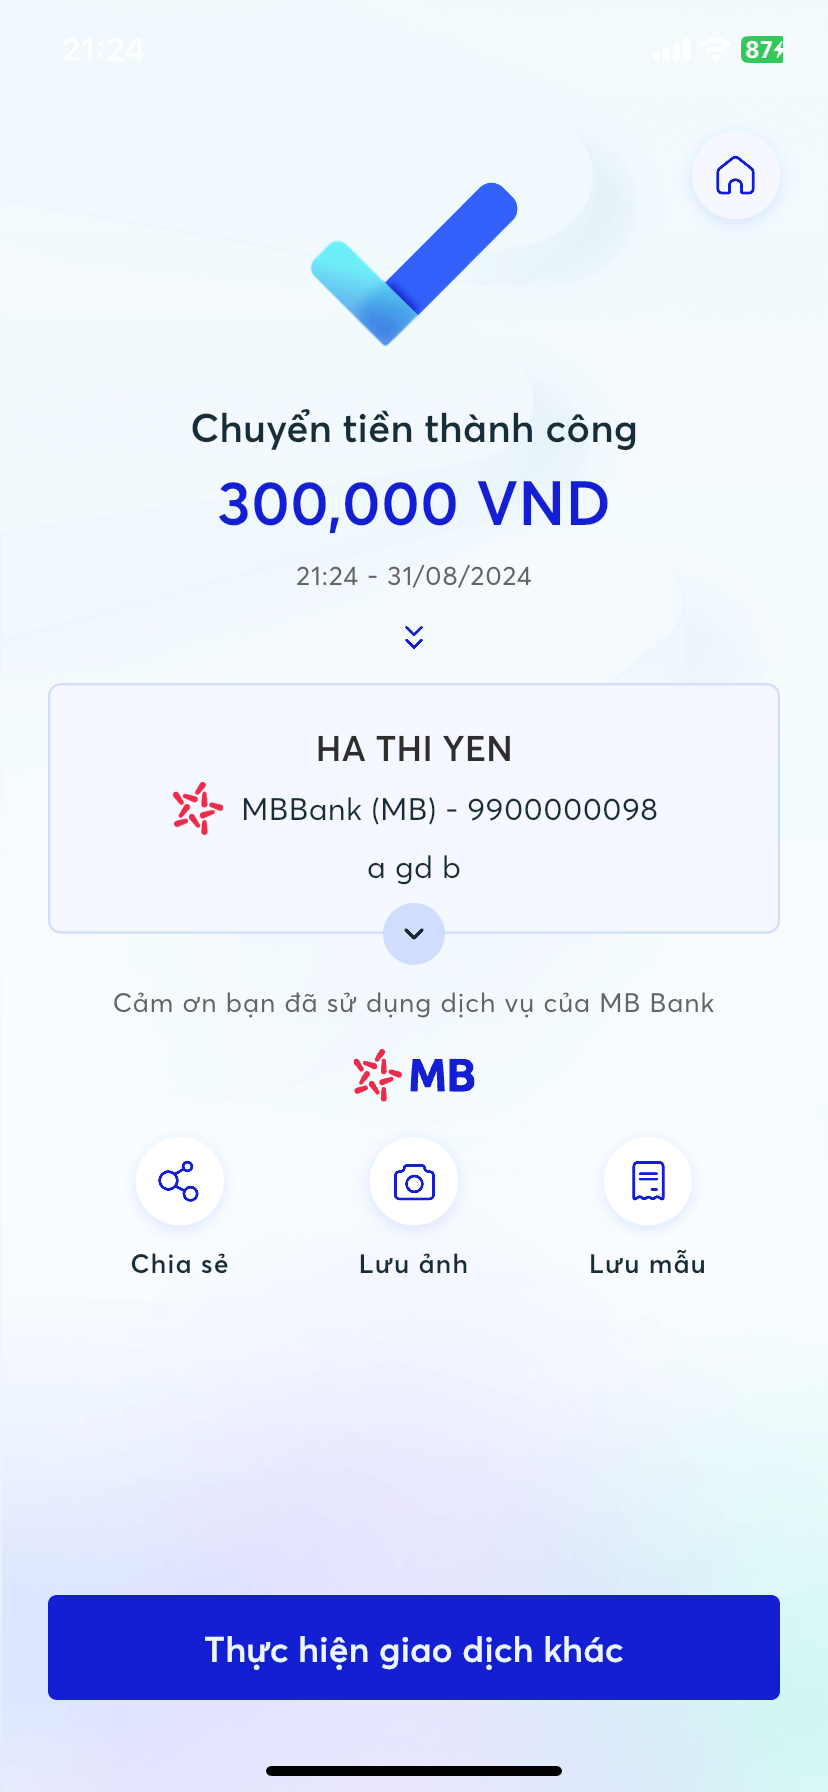 21:24
87
Chuyển tiền thành công
300,000 VND
21:24 - 31/08/2024
HA THI YEN
MBBank (MB) - 9900000098
a gd b
Cảm ơn bạn đã sử dụng dịch vụ của MB Bank
MB
Chia sẻ
Lưu ảnh
Lưu mẫu
Thực hiện giao dịch khác